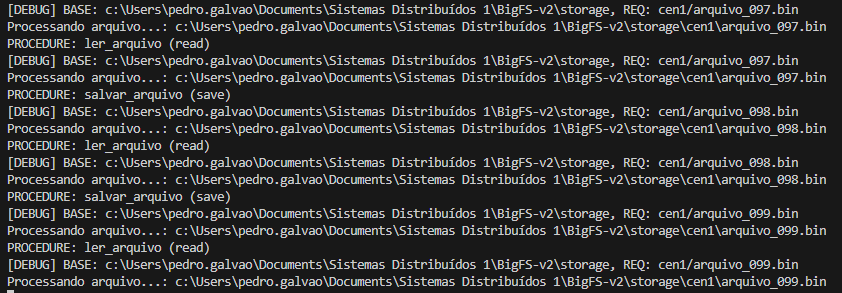 [DEBUG] BASE: c:\Users\pedro.galvao\Documents\Sistemas Distribuídos 1\BigFS-v2\storage, REQ: cen1/arquivo_097.bin
Processando arquivo...: c:\Users\pedro.galvao\Documents\Sistemas Distribuídos 1\BigFS-v2\storage\cen1\arquivo_097.bin
PROCEDURE: ler_arquivo (read)
[DEBUG] BASE: c:\Users\pedro.galvao\Documents\Sistemas Distribuídos 1\BigFS-v2\storage, REQ: cen1/arquivo_097.bin
Processando arquivo...: c:\Users\pedro.galvao\Documents\Sistemas Distribuídos 1\BigFS-v2\storage\cen1\arquivo_097.bin
PROCEDURE: salvar_arquivo (save)
[DEBUG] BASE: c:\Users\pedro.galvao\Documents\Sistemas Distribuídos 1\BigFS-v2\storage, REQ: cen1/arquivo_098.bin
Processando arquivo...: c:\Users\pedro.galvao\Documents\Sistemas Distribuídos 1\BigFS-v2\storage\cen1\arquivo_098.bin
PROCEDURE: ler_arquivo (read)
[DEBUG] BASE: c:\Users\pedro.galvao\Documents\Sistemas Distribuídos 1\BigFS-v2\storage, REQ: cen1/arquivo_098.bin
Processando arquivo...: c:\Users\pedro.galvao\Documents\Sistemas Distribuídos 1\BigFS-v2\storage\cen1\arquivo_098.bin
PROCEDURE: salvar_arquivo (save)
[DEBUG] BASE: c:\Users\pedro.galvao\Documents\Sistemas Distribuídos 1\BigFS-v2\storage, REQ: cen1/arquivo_099.bin
Processando arquivo...: c:\Users\pedro.galvao\Documents\Sistemas Distribuídos 1\BigFS-v2\storage\cen1\arquivo_099.bin
PROCEDURE: ler_arquivo (read)
[DEBUG] BASE: c:\Users\pedro.galvao\Documents\Sistemas Distribuídos 1\BigFS-v2\storage, REQ: cen1/arquivo_099.bin
Processando arquivo...: c:\Users\pedro.galvao\Documents\Sistemas Distribuídos 1\BigFS-v2\storage\cen1\arquivo_099.bin